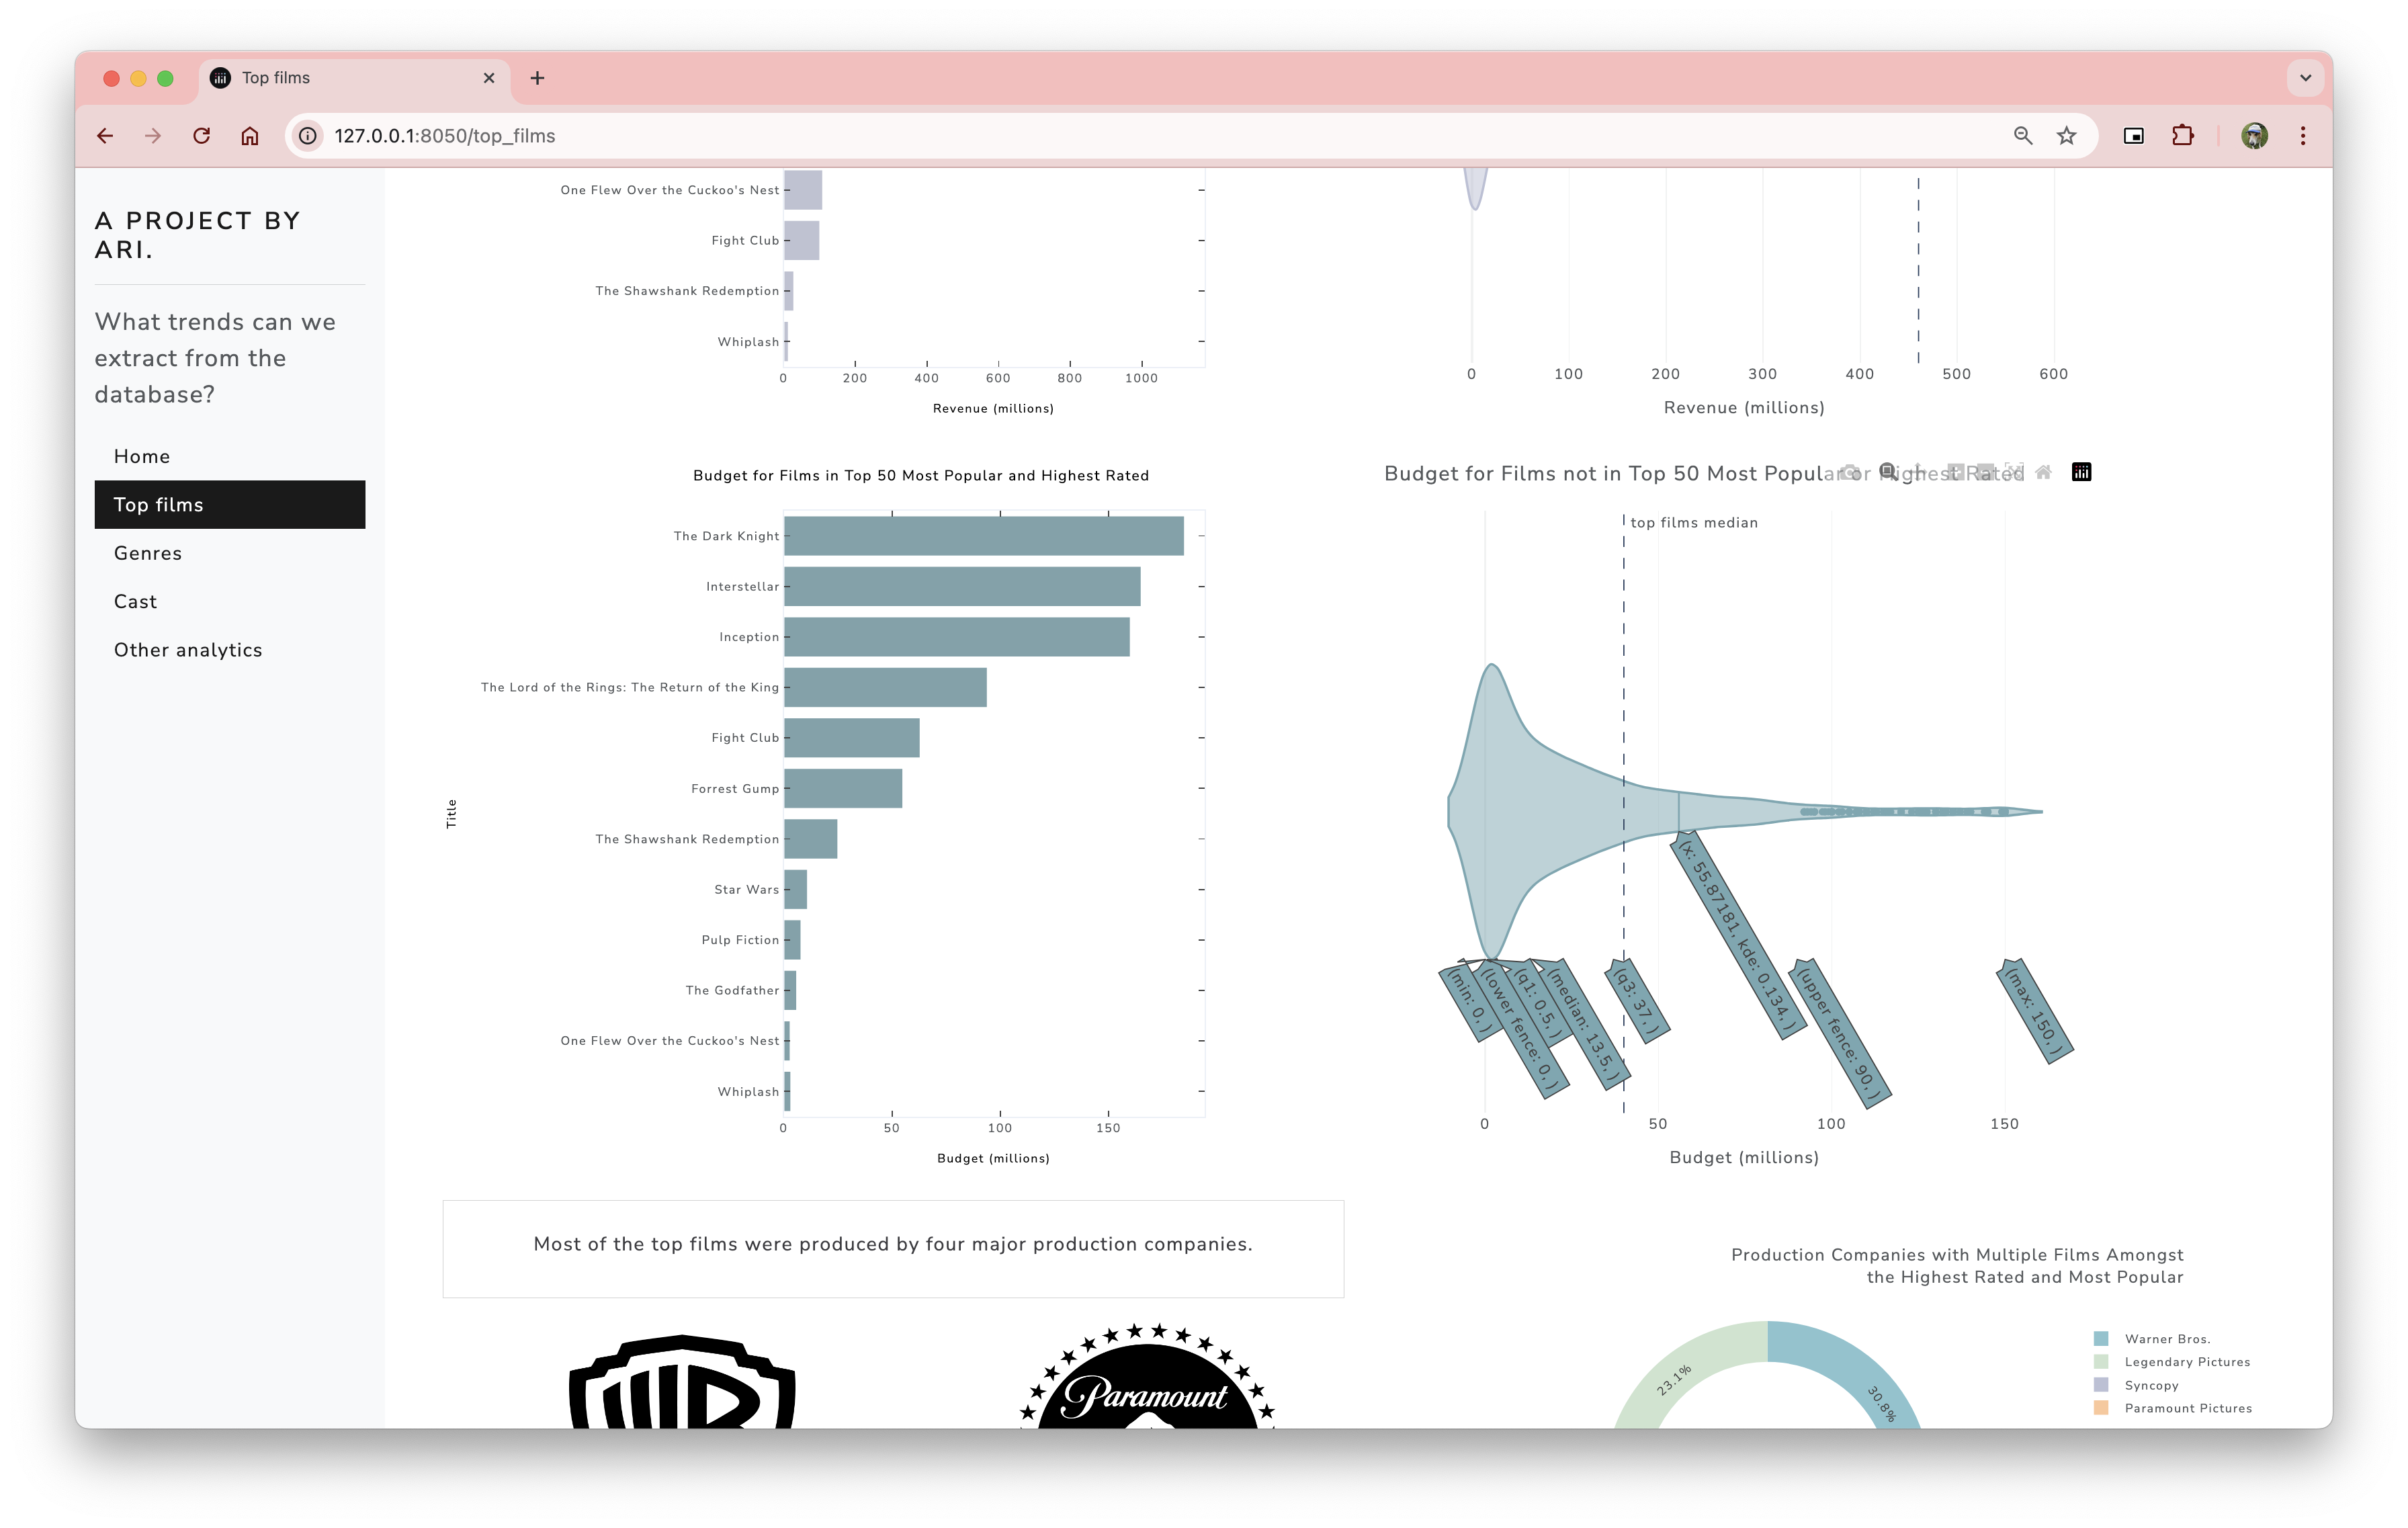 Top films
127.0.0.1:8050/top_films
A PROJECT BY
ARI.
What trends can we
extract from the
database?
Home
Top films
Genres
Cast
Other analytics
One Flew Over the Cuckoo's Nest
Fight Club
The Shawshank Redemption
Whiplash
0 200 400 600 800 1000
Revenue (millions)
0 100 200 300 400 500 600
Revenue (millions)
Budget for Films in Top 50 Most Popular and Highest Rated
Title
The Dark Knight
Interstellar
Inception
The Lord of the Rings: The Return of the King
Fight Club
Forrest Gump
The Shawshank Redemption
Star Wars
Pulp Fiction
The Godfather
One Flew Over the Cuckoo's Nest
Whiplash
0 50 100 150
Budget (millions)
Budget for Films not in Top 50 Most Popular or Highest Rated
top films median
(x: 55.87181, kde: 0.134, )
(min: 0, )
(lower fence: 0, )
(q1: 0.5, )
(median: 13.5, )
(q3: 37, )
(upper fence: 90, )
(max: 150, )
0 50 100 150
Budget (millions)
Most of the top films were produced by four major production companies.
Paramount
Production Companies with Multiple Films Amongst
the Highest Rated and Most Popular
23.1%
30.8%
Warner Bros.
Legendary Pictures
Syncopy
Paramount Pictures